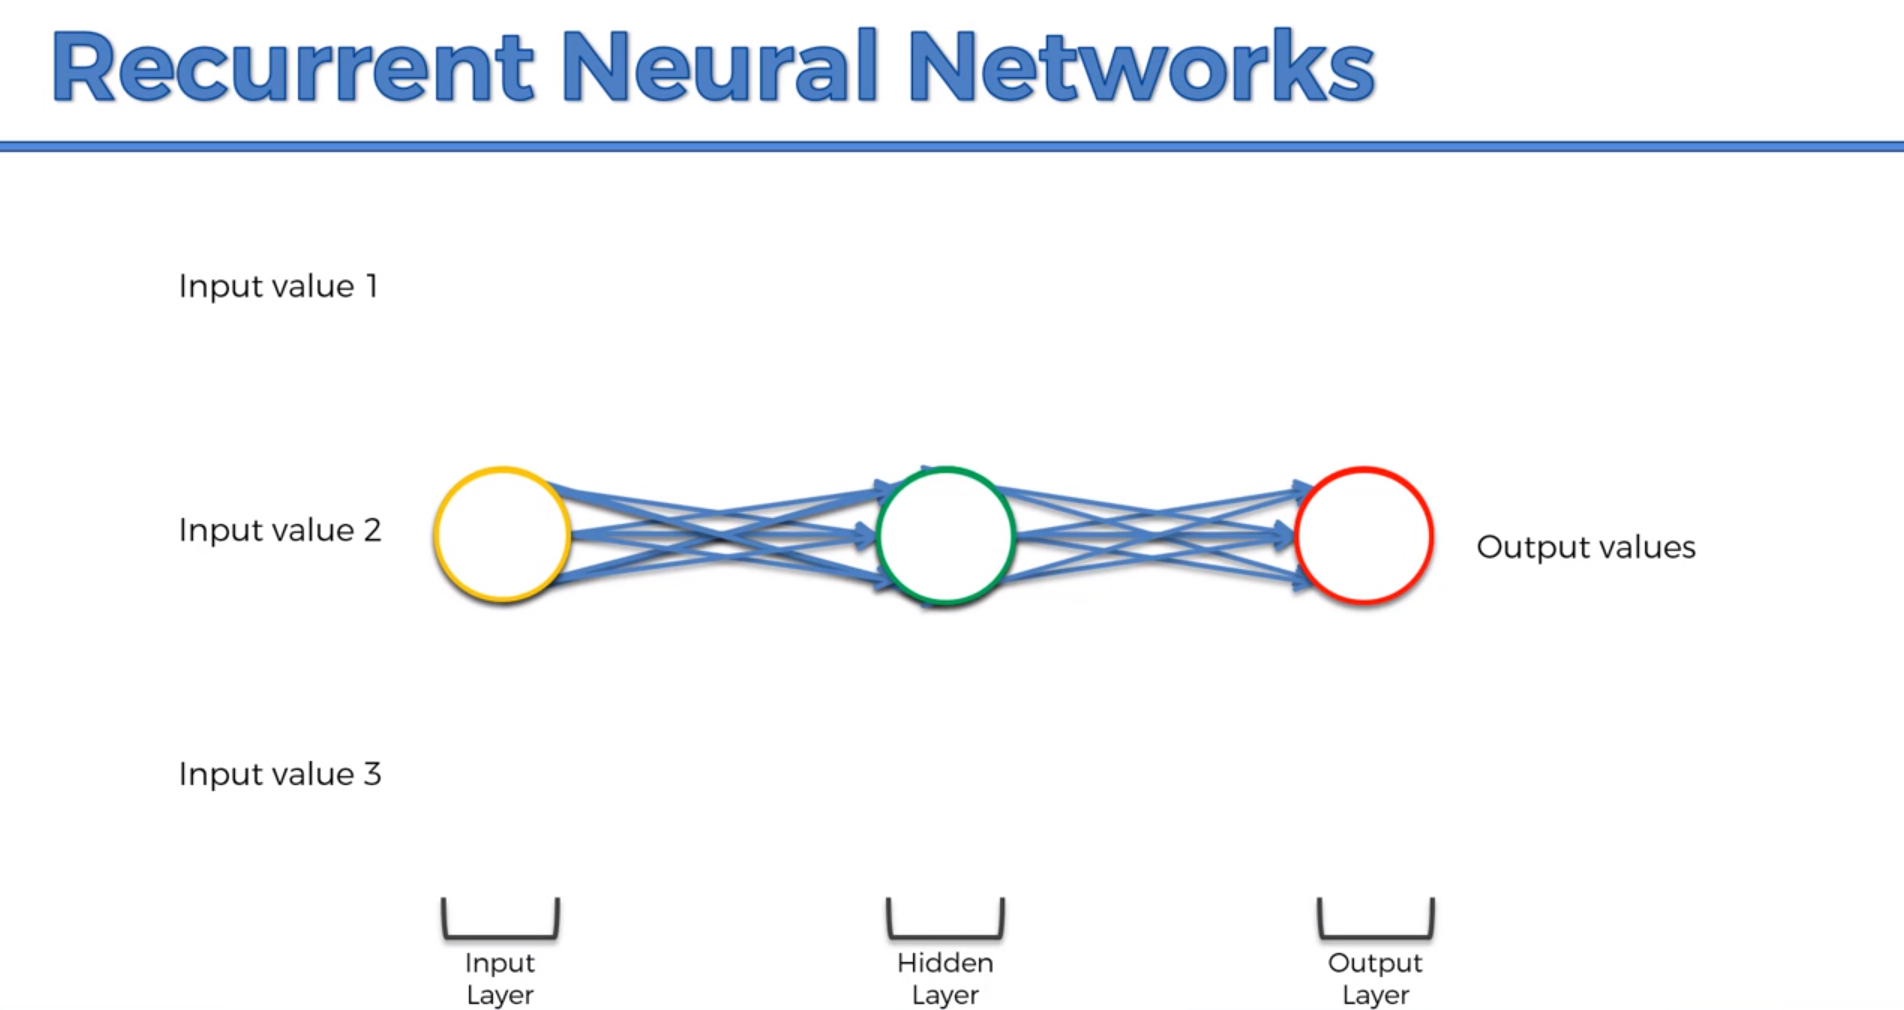 Recurrent Neural Networks
Input value 1
Input value 2
Output values
Input value 3
Input
Layer
Hidden
Layer
Output
Layer